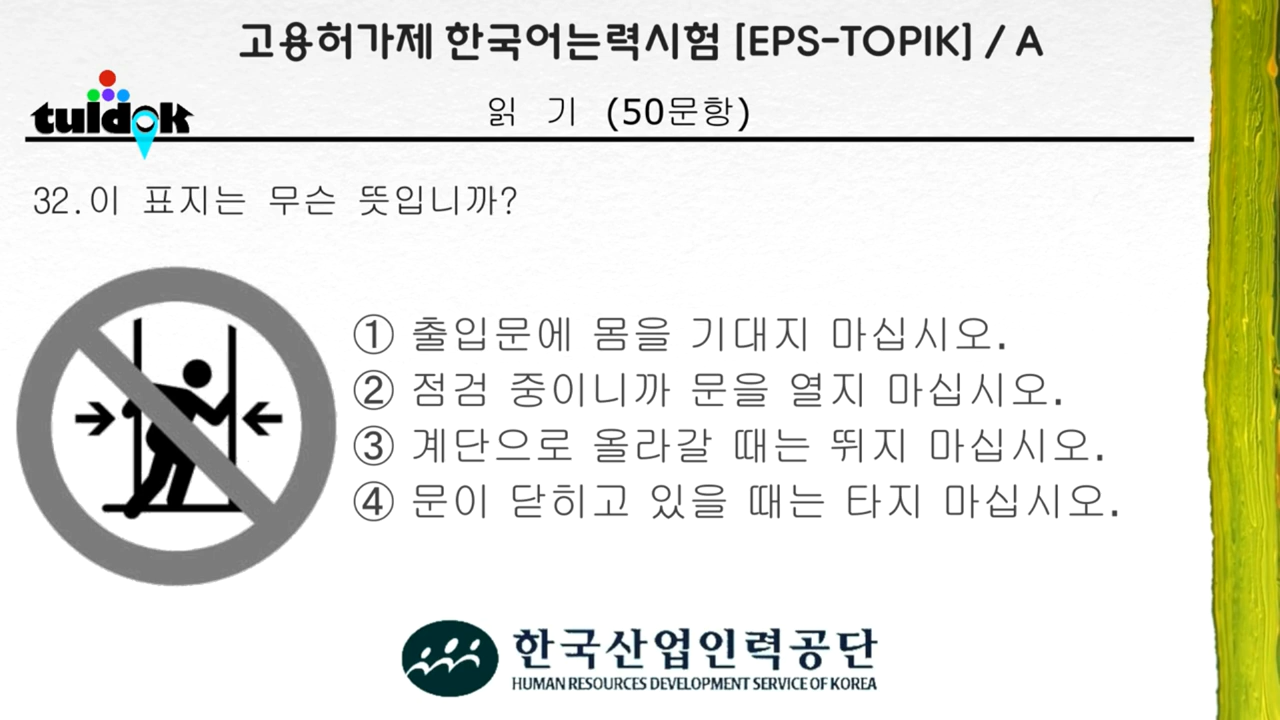 고용허가제 한국어능력시험 [EPS-TOPIK] / A
tuidok
읽 기 (50문항)
32.이 표지는 무슨 뜻입니까?
① 출입문에 몸을 기대지 마십시오.
② 점검 중이니까 문을 열지 마십시오.
③ 계단으로 올라갈 때는 뛰지 마십시오.
④ 문이 닫히고 있을 때는 타지 마십시오.
한국산업인력공단
HUMAN RESOURCES DEVELOPMENT SERVICE OF KOREA